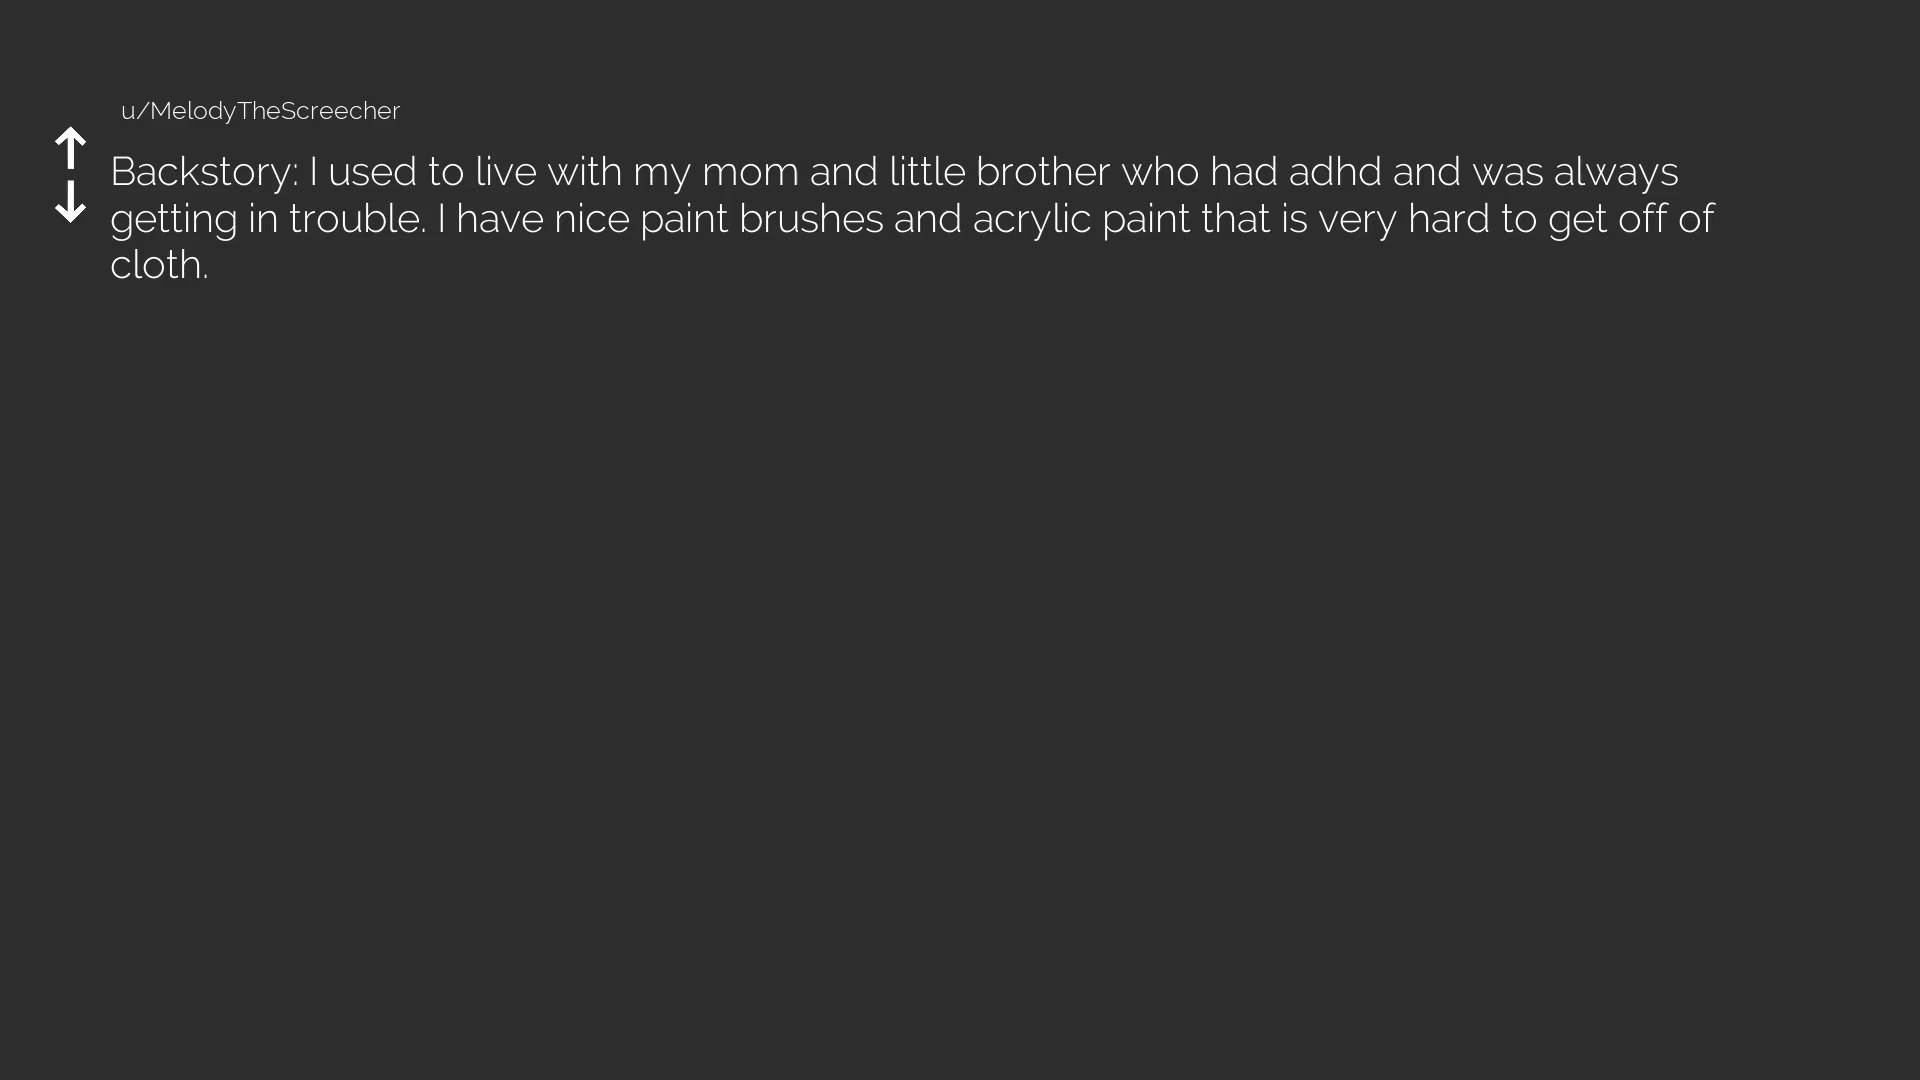 u/MelodyTheScreecher
Backstory: I used to live with my mom and little brother who had adhd and was always
getting in trouble. I have nice paint brushes and acrylic paint that is very hard to get off of
cloth.